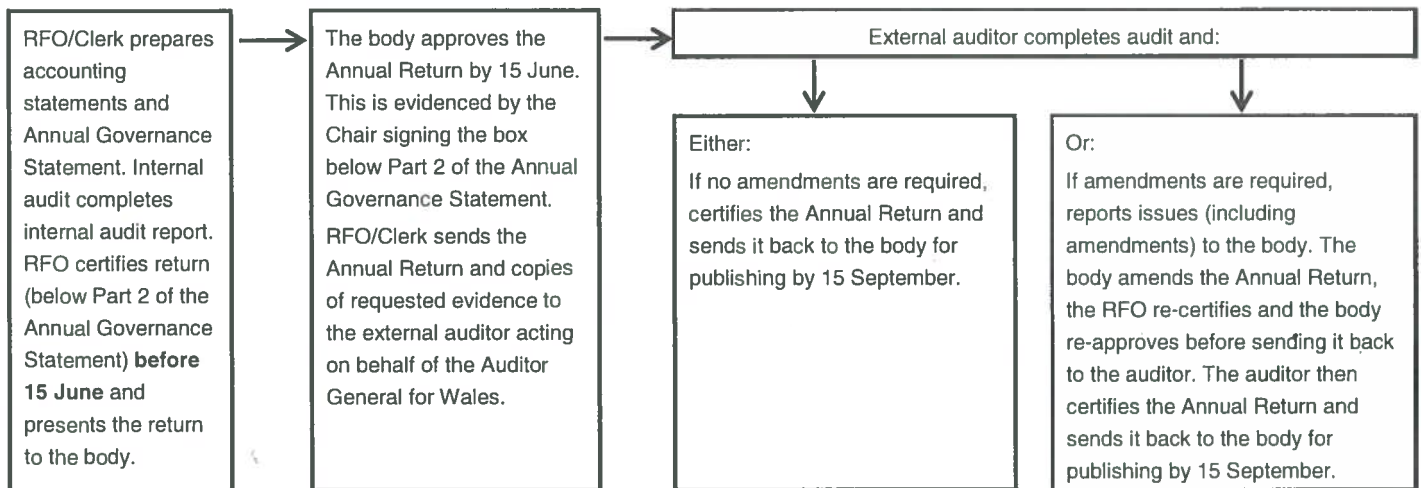 RFO/Clerk prepares
accounting
statements and
Annual Governance
Statement. Internal
audit completes
internal audit report.
RFO certifies return
(below Part 2 of the
Annual Governance
Statement) before
15 June and
presents the return
to the body.
The body approves the
Annual Return by 15 June.
This is evidenced by the
Chair signing the box
below Part 2 of the Annual
Governance Statement.
RFO/Clerk sends the
Annual Return and copies
of requested evidence to
the external auditor acting
on behalf of the Auditor
General for Wales.
External auditor completes audit and:
Either:
If no amendments are required,
certifies the Annual Return and
sends it back to the body for
publishing by 15 September.
Or:
If amendments are required,
reports issues (including
amendments) to the body. The
body amends the Annual Return,
the RFO re-certifies and the body
re-approves before sending it back
to the auditor. The auditor then
certifies the Annual Return and
sends it back to the body for
publishing by 15 September.